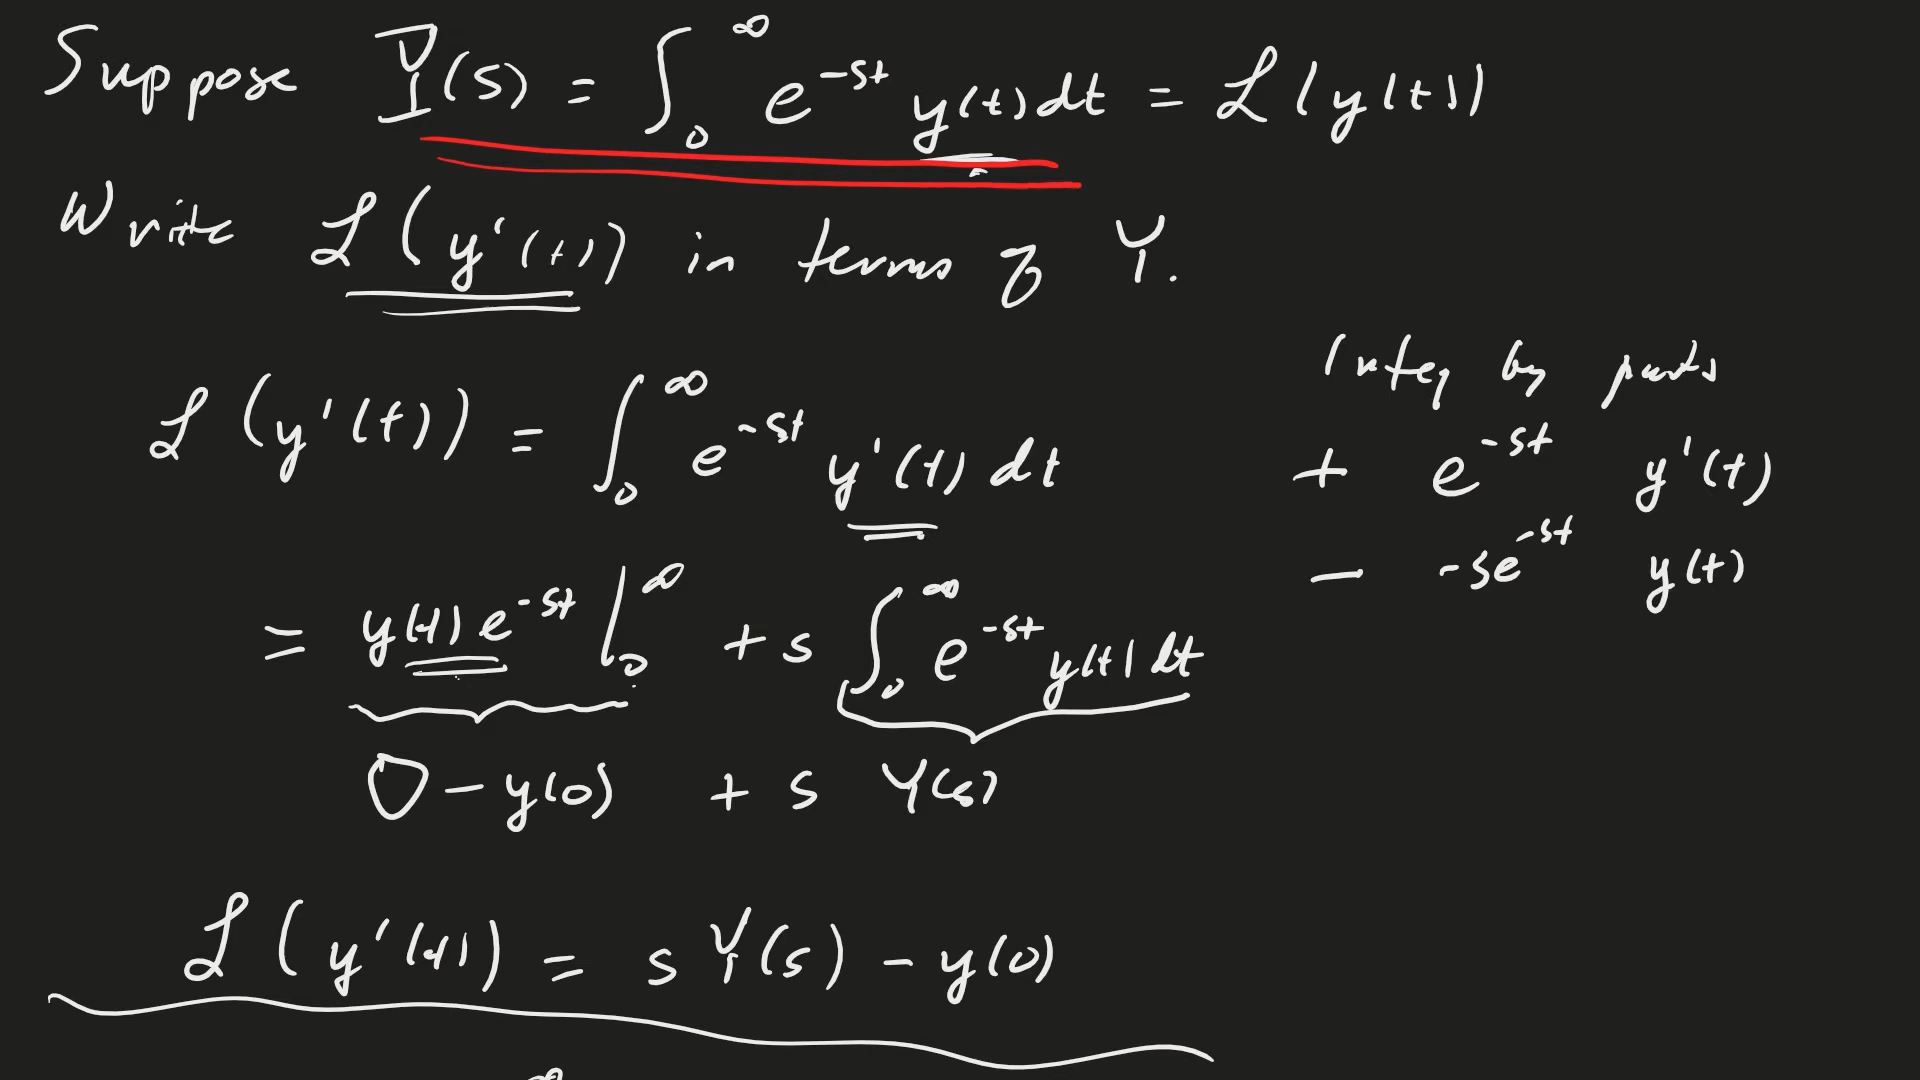 Suppose Y(s) = ∫₀^∞ e^{-st} y(t) dt = ℒ(y(t))
Write ℒ(y'(t)) in terms of Y.
Integ by parts
ℒ(y'(t)) = ∫₀^∞ e^{-st} y'(t) dt
+ e^{-st} y'(t)
- -se^{-st} y(t)
= y(t) e^{-st} |₀^∞ + s ∫₀^∞ e^{-st} y(t) dt
0 - y(0) + s Y(s)
ℒ(y'(t)) = s Y(s) - y(0)
∞